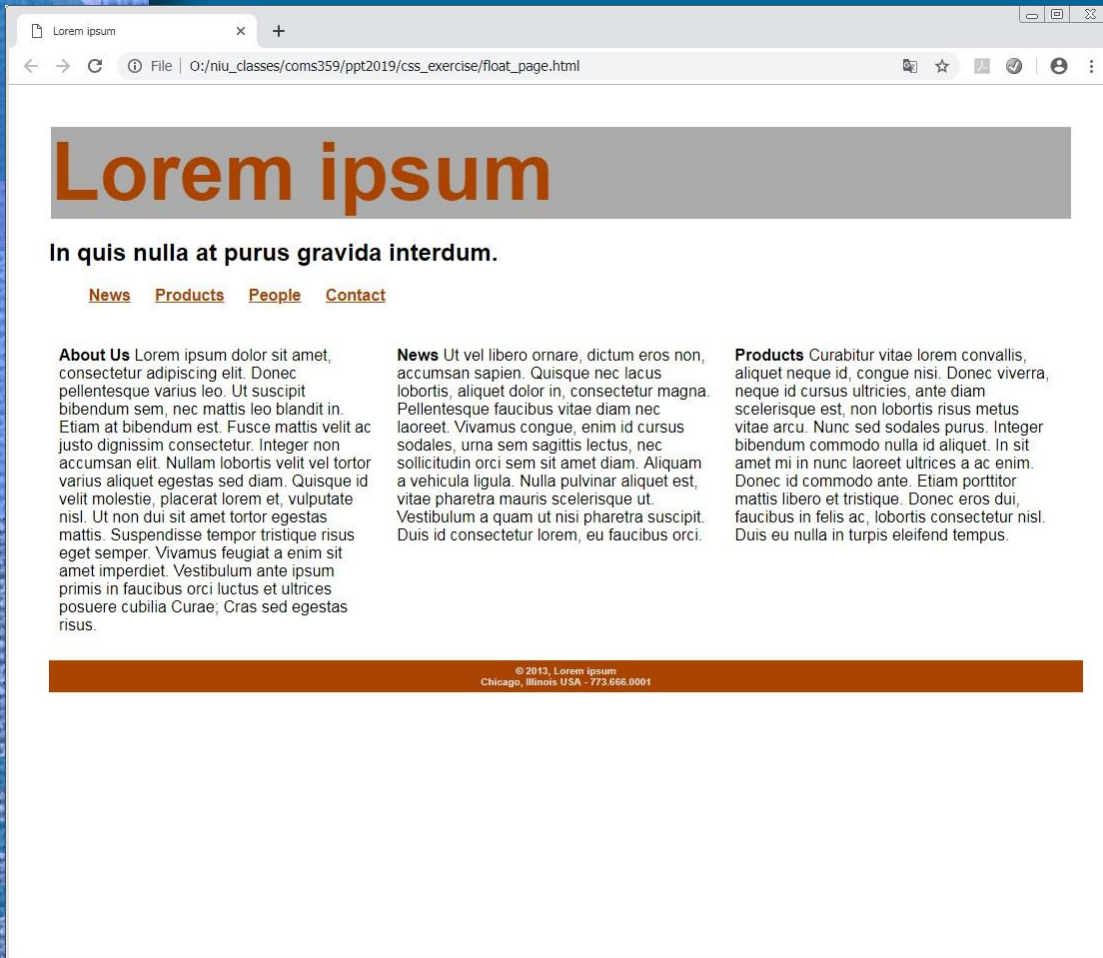 Lorem ipsum
File | O:/niu_classes/coms359/ppt2019/css_exercise/float_page.html
Lorem ipsum
In quis nulla at purus gravida interdum.
News Products People Contact
About Us Lorem ipsum dolor sit amet,
consectetur adipiscing elit. Donec
pellentesque varius leo. Ut suscipit
bibendum sem, nec mattis leo blandit in.
Etiam at bibendum est. Fusce mattis velit ac
justo dignissim consectetur. Integer non
accumsan elit. Nullam lobortis velit vel tortor
varius aliquet egestas sed diam. Quisque id
velit molestie, placerat lorem et, vulputate
nisl. Ut non dui sit amet tortor egestas
mattis. Suspendisse tempor tristique risus
eget semper. Vivamus feugiat a enim sit
amet imperdiet. Vestibulum ante ipsum
primis in faucibus orci luctus et ultrices
posuere cubilia Curae; Cras sed egestas
risus.
News Ut vel libero ornare, dictum eros non,
accumsan sapien. Quisque nec lacus
lobortis, aliquet dolor in, consectetur magna.
Pellentesque faucibus vitae diam nec
laoreet. Vivamus congue, enim id cursus
sodales, urna sem sagittis lectus, nec
sollicitudin orci sem sit amet diam. Aliquam
a vehicula ligula. Nulla pulvinar aliquet est,
vitae pharetra mauris scelerisque ut.
Vestibulum a quam ut nisi pharetra suscipit.
Duis id consectetur lorem, eu faucibus orci.
Products Curabitur vitae lorem convallis,
aliquet neque id, congue nisi. Donec viverra,
neque id cursus ultricies, ante diam
scelerisque est, non lobortis risus metus
vitae arcu. Nunc sed sodales purus. Integer
bibendum commodo nulla id aliquet. In sit
amet mi in nunc laoreet ultrices a ac enim.
Donec id commodo ante. Etiam porttitor
mattis libero et tristique. Donec eros dui,
faucibus in felis ac, lobortis consectetur nisl.
Duis eu nulla in turpis eleifend tempus.
© 2013, Lorem ipsum
Chicago, Illinois USA - 773.666.0001